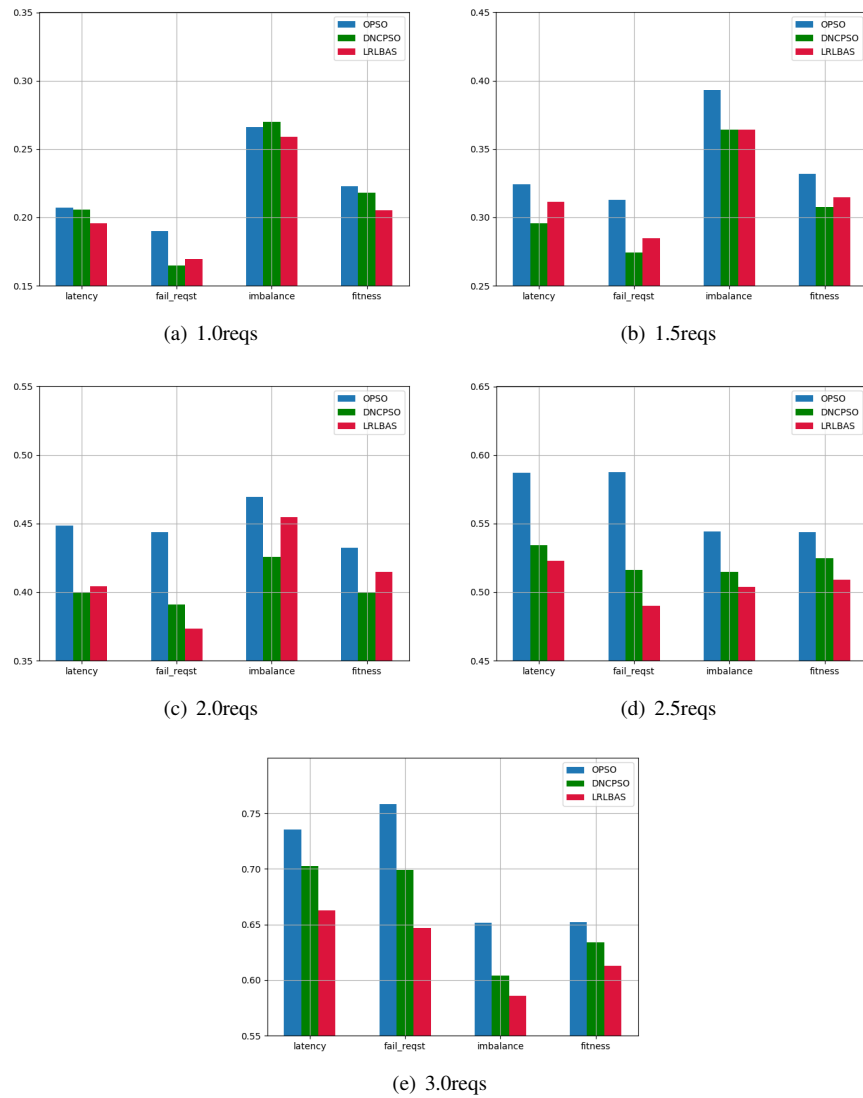 0.35
0.30
0.25
0.20
0.15
OPSO
DNCPSO
LRLBAS
latency fail_reqst imbalance fitness
(a) 1.0reqs
0.45
0.40
0.35
0.30
0.25
OPSO
DNCPSO
LRLBAS
latency fail_reqst imbalance fitness
(b) 1.5reqs
0.55
0.50
0.45
0.40
0.35
OPSO
DNCPSO
LRLBAS
latency fail_reqst imbalance fitness
(c) 2.0reqs
0.65
0.60
0.55
0.50
0.45
OPSO
DNCPSO
LRLBAS
latency fail_reqst imbalance fitness
(d) 2.5reqs
0.75
0.70
0.65
0.60
0.55
OPSO
DNCPSO
LRLBAS
latency fail_reqst imbalance fitness
(e) 3.0reqs